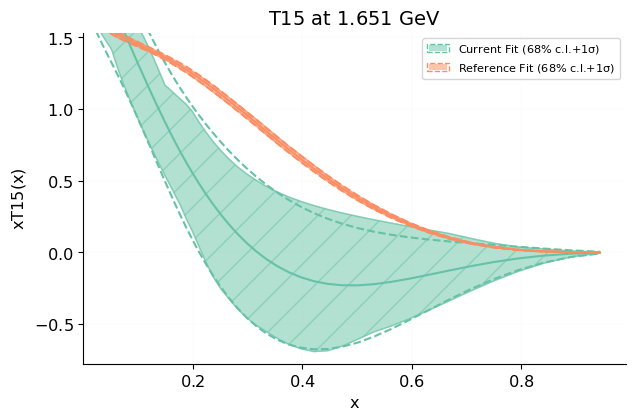 T15 at 1.651 GeV
Current Fit (68% c.l.+1σ)
Reference Fit (68% c.l.+1σ)
xT15(x)
1.5
1.0
0.5
0.0
−0.5
0.2 0.4 0.6 0.8
x